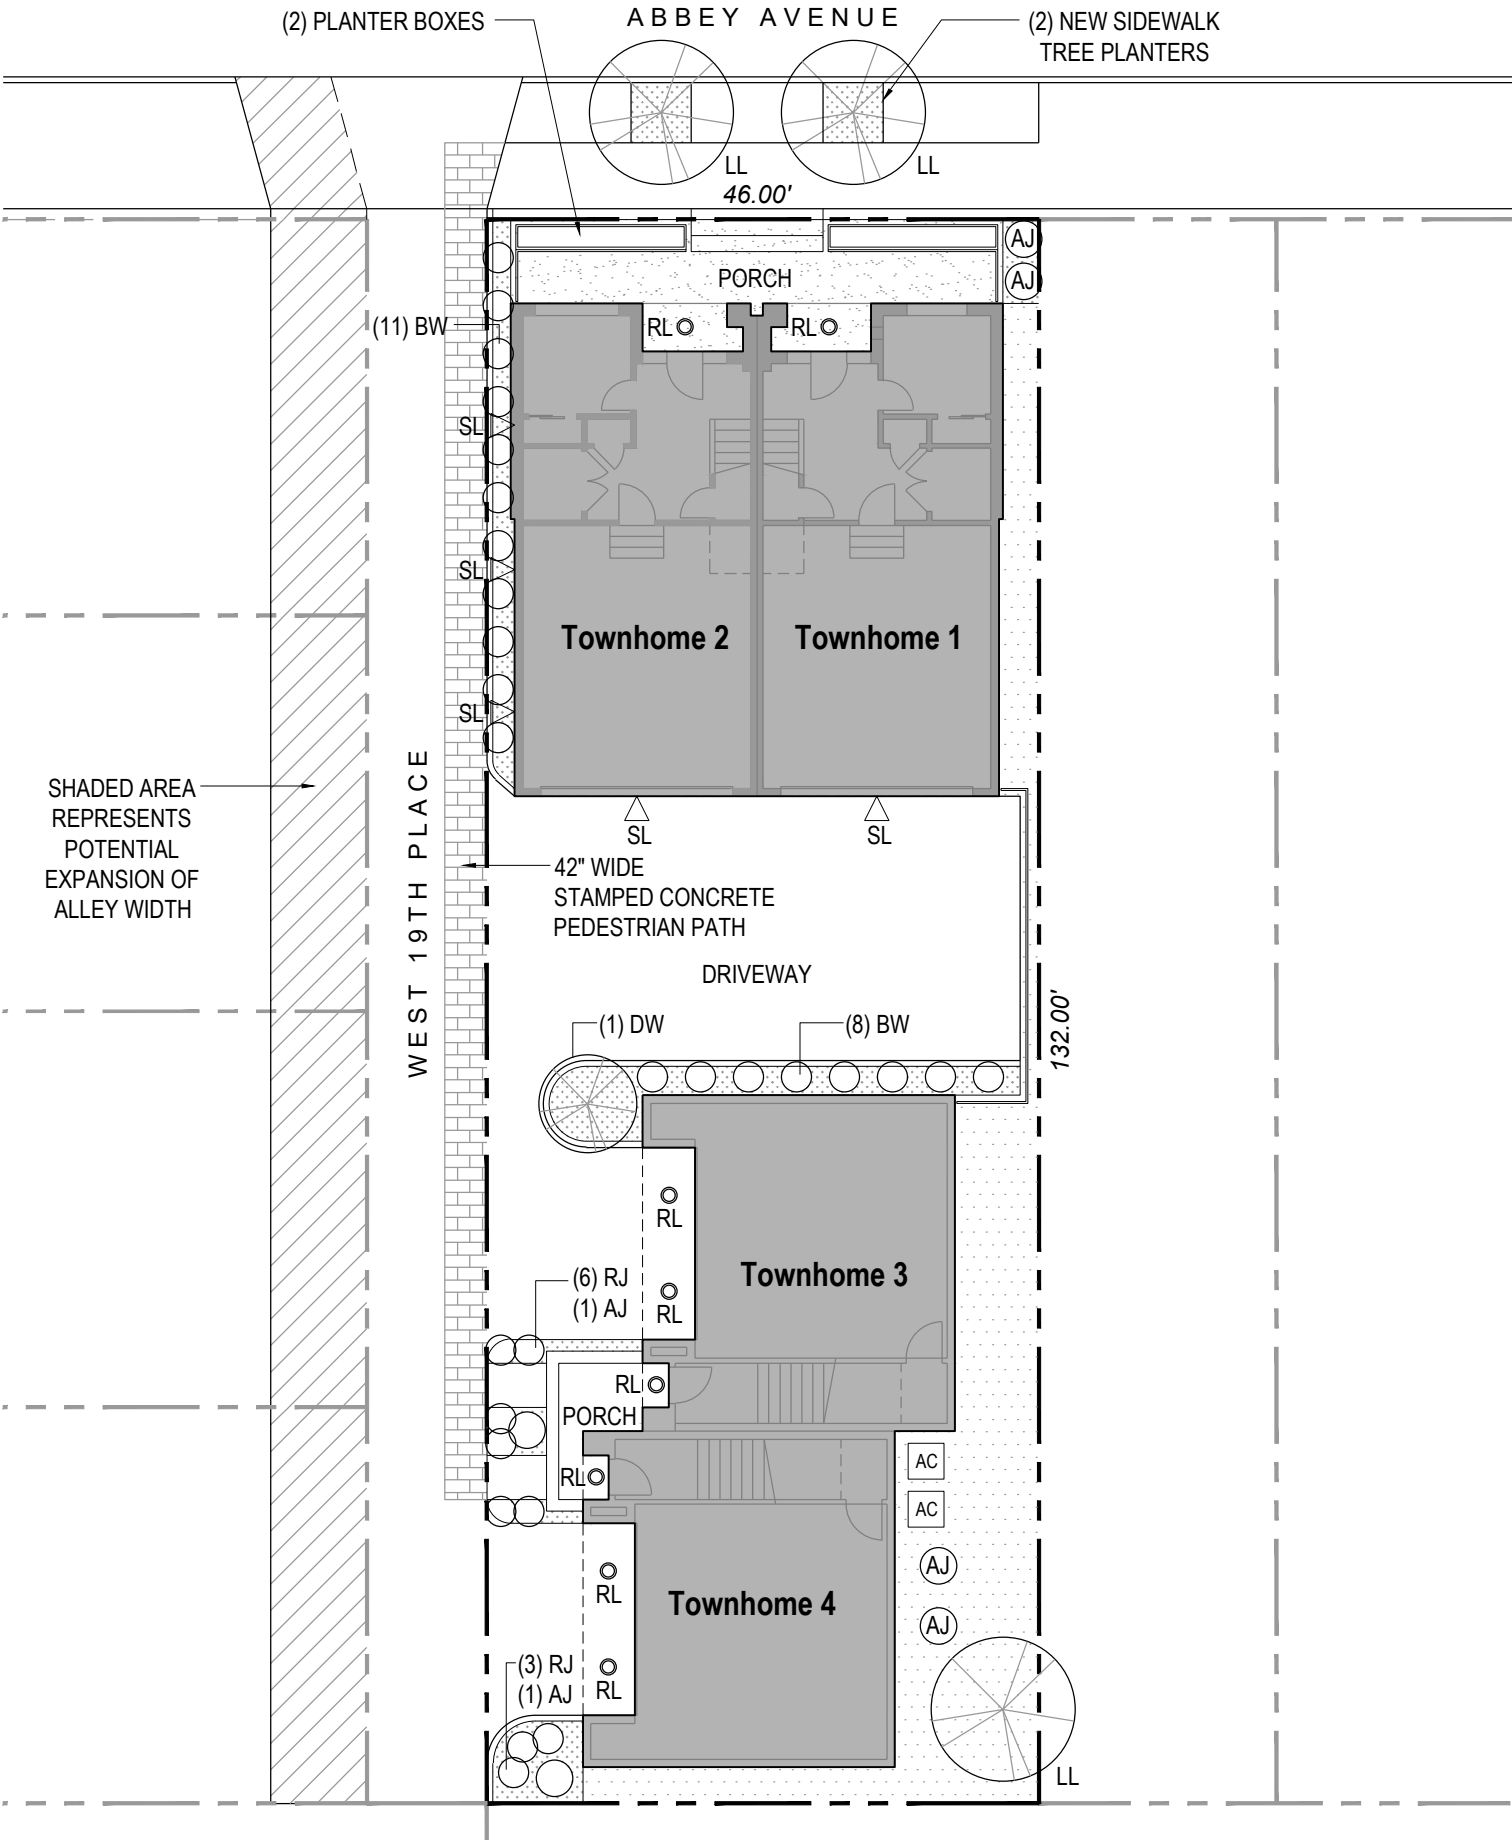 (2) PLANTER BOXES
ABBEY AVENUE
(2) NEW SIDEWALK
TREE PLANTERS
LL
LL
46.00'
AJ
AJ
PORCH
(11) BW
RL
RL
SL
SL
SL
Townhome 2
Townhome 1
SHADED AREA
REPRESENTS
POTENTIAL
EXPANSION OF
ALLEY WIDTH
WEST 19TH PLACE
SL
SL
42" WIDE
STAMPED CONCRETE
PEDESTRIAN PATH
DRIVEWAY
132.00'
(1) DW
(8) BW
RL
RL
Townhome 3
(6) RJ
(1) AJ
RL
PORCH
RL
AC
AC
AJ
AJ
RL
RL
Townhome 4
(3) RJ
(1) AJ
LL